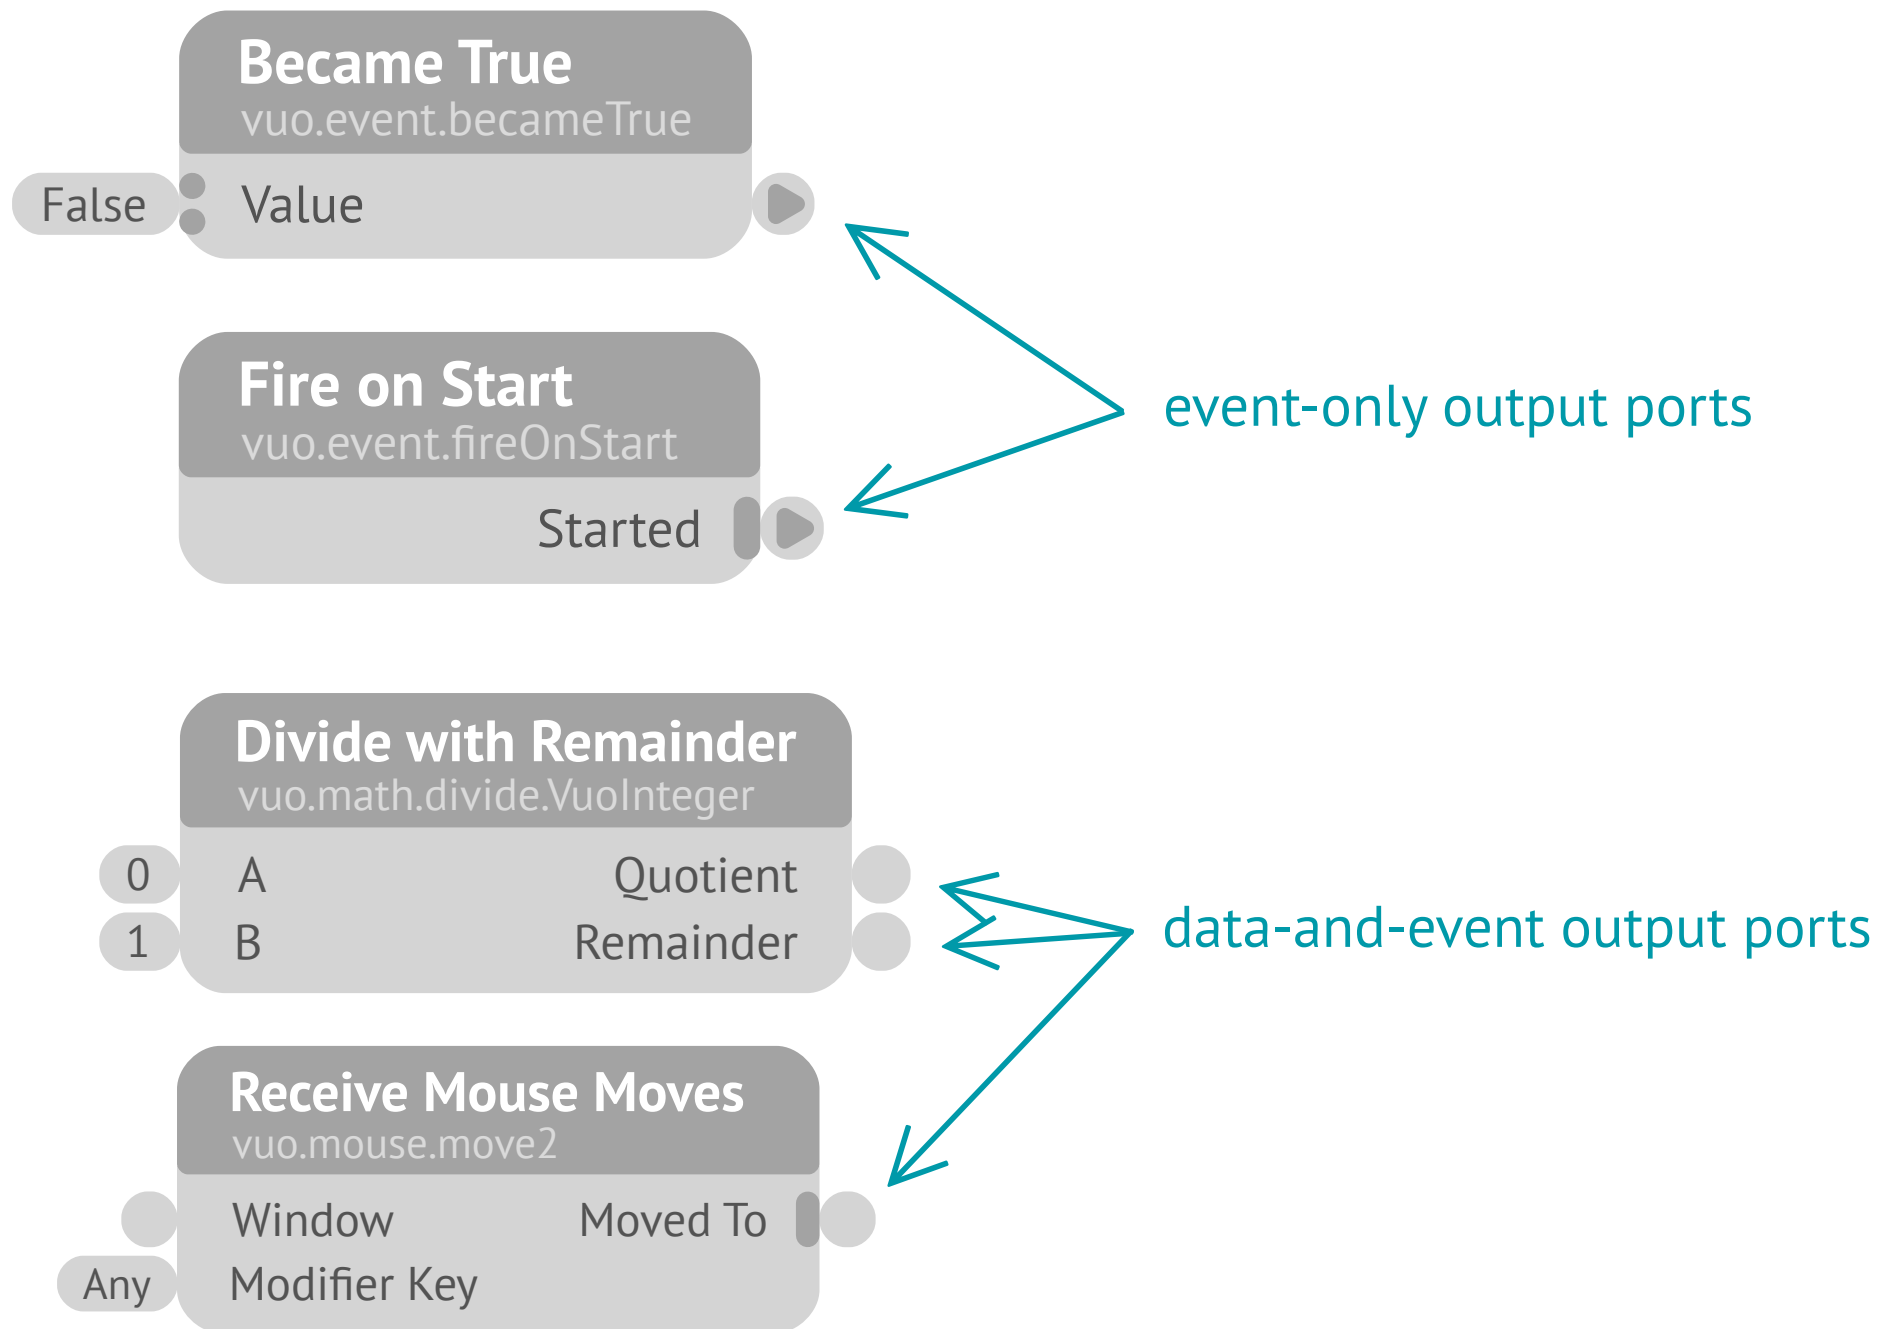 Became True
vuo.event.becameTrue
False
Value
Fire on Start
vuo.event.fireOnStart
Started
event-only output ports
Divide with Remainder
vuo.math.divide.VuoInteger
0 A Quotient
1 B Remainder
data-and-event output ports
Receive Mouse Moves
vuo.mouse.move2
Window Moved To
Any Modifier Key